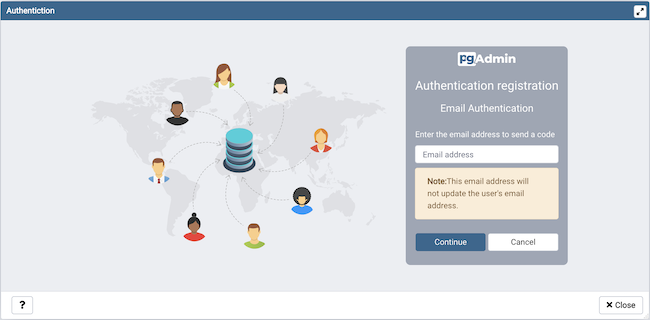 Authentiction
pgAdmin
Authentication registration
Email Authentication
Enter the email address to send a code
Email address
Note:This email address will
not update the user's email
address.
Continue
Cancel
?
Close